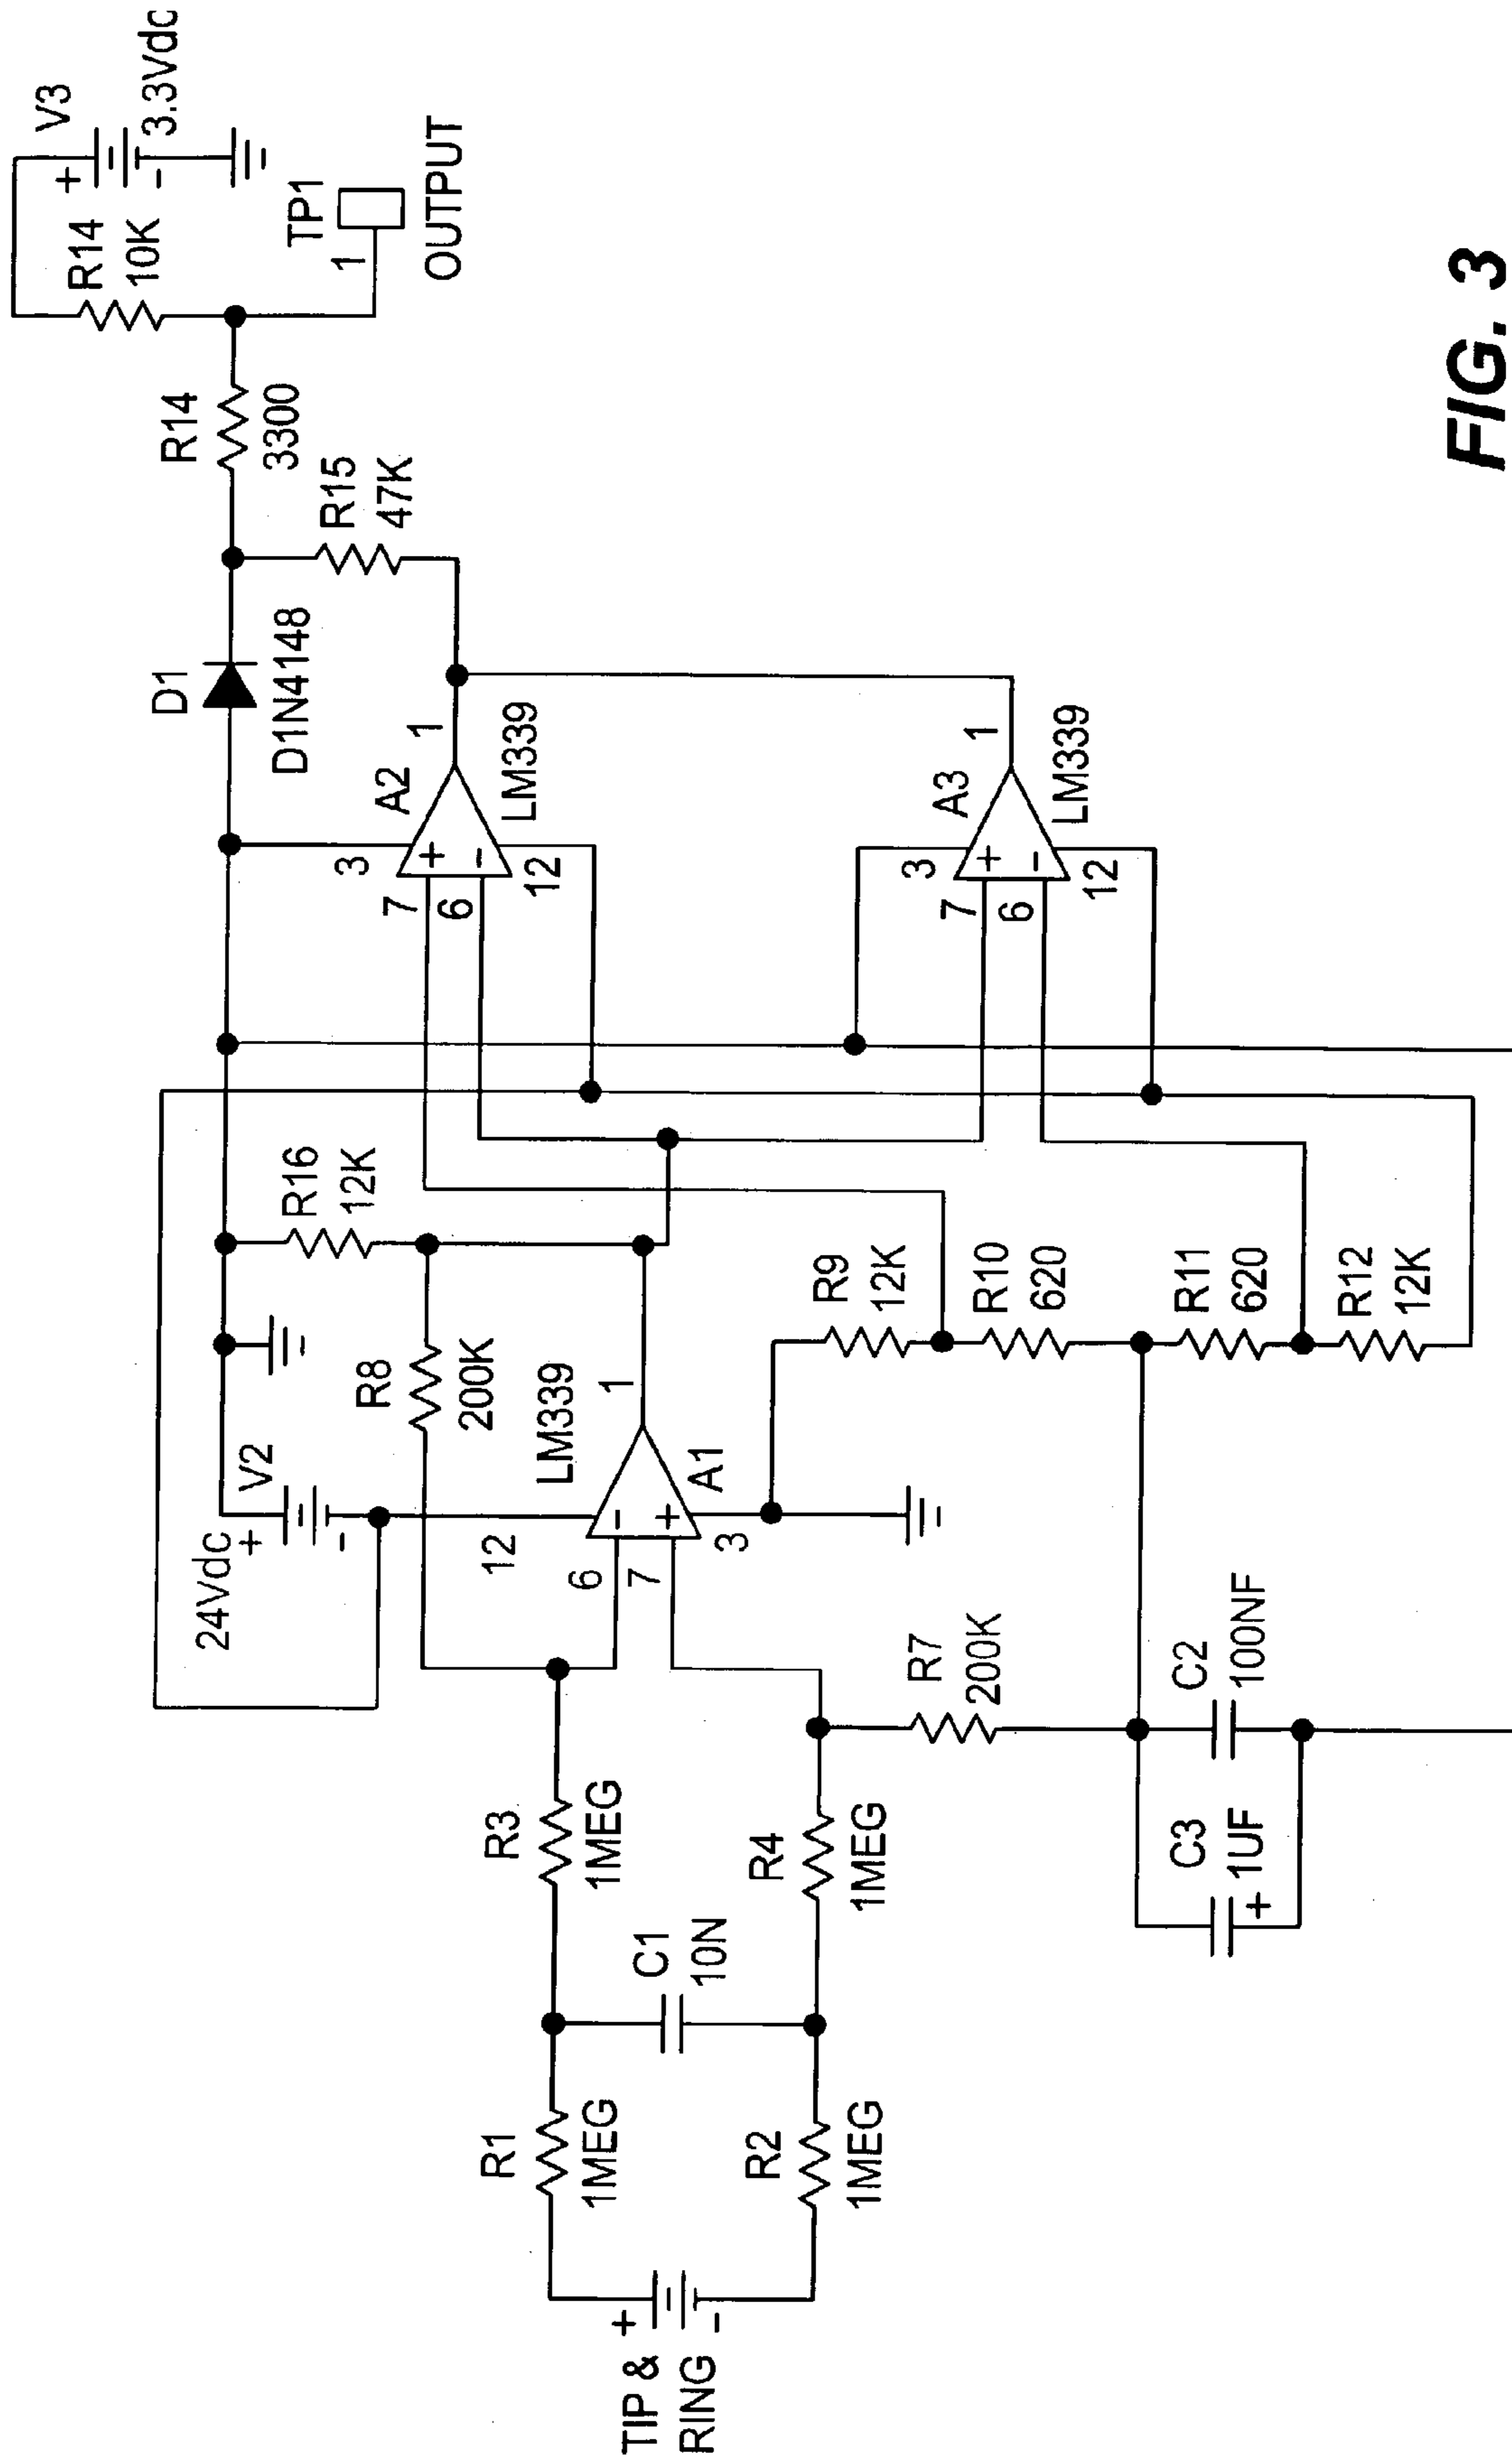 TIP &
RING
+
-
R1
1MEG
R2
1MEG
C1
10N
R3
1MEG
R4
1MEG
R7
200K
C3
1UF
+
C2
100NF
24Vdc
+
-
V2
12
6
7
-
+
3
LM339
1
A1
R8
200K
R16
12K
R9
12K
R10
620
R11
620
R12
12K
3
7
6
12
+
-
A2
1
LM339
3
7
6
12
+
-
A3
1
LM339
D1
D1N4148
R15
47K
R14
3300
R14
10K
V3
+
-
3.3Vdc
TP1
1
OUTPUT
FIG. 3